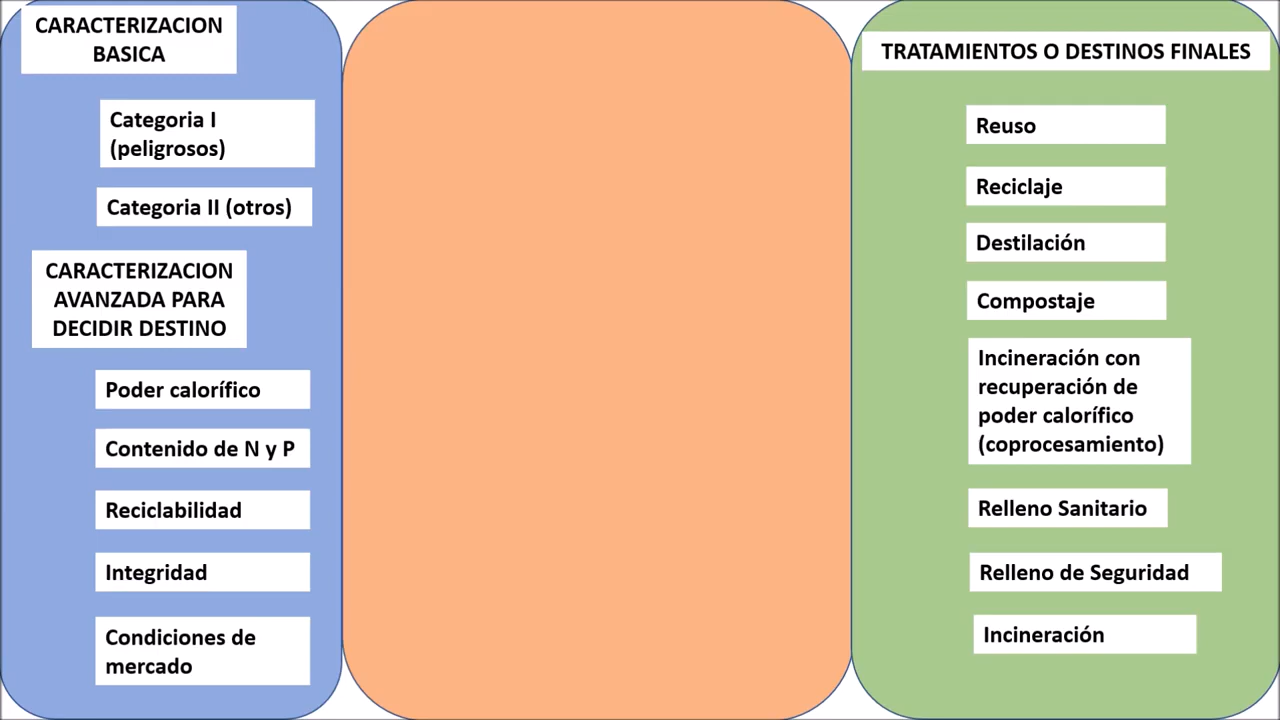 CARACTERIZACION
BASICA
Categoria I
(peligrosos)
Categoria II (otros)
CARACTERIZACION
AVANZADA PARA
DECIDIR DESTINO
Poder calorífico
Contenido de N y P
Reciclabilidad
Integridad
Condiciones de
mercado
TRATAMIENTOS O DESTINOS FINALES
Reuso
Reciclaje
Destilación
Compostaje
Incineración con
recuperación de
poder calorífico
(coprocesamiento)
Relleno Sanitario
Relleno de Seguridad
Incineración